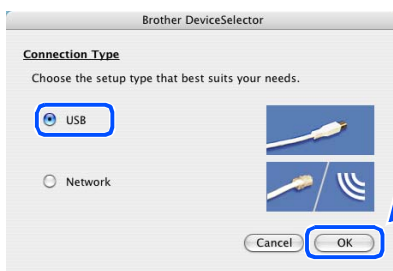 Brother DeviceSelector
Connection Type
Choose the setup type that best suits your needs.
USB
Network
Cancel OK